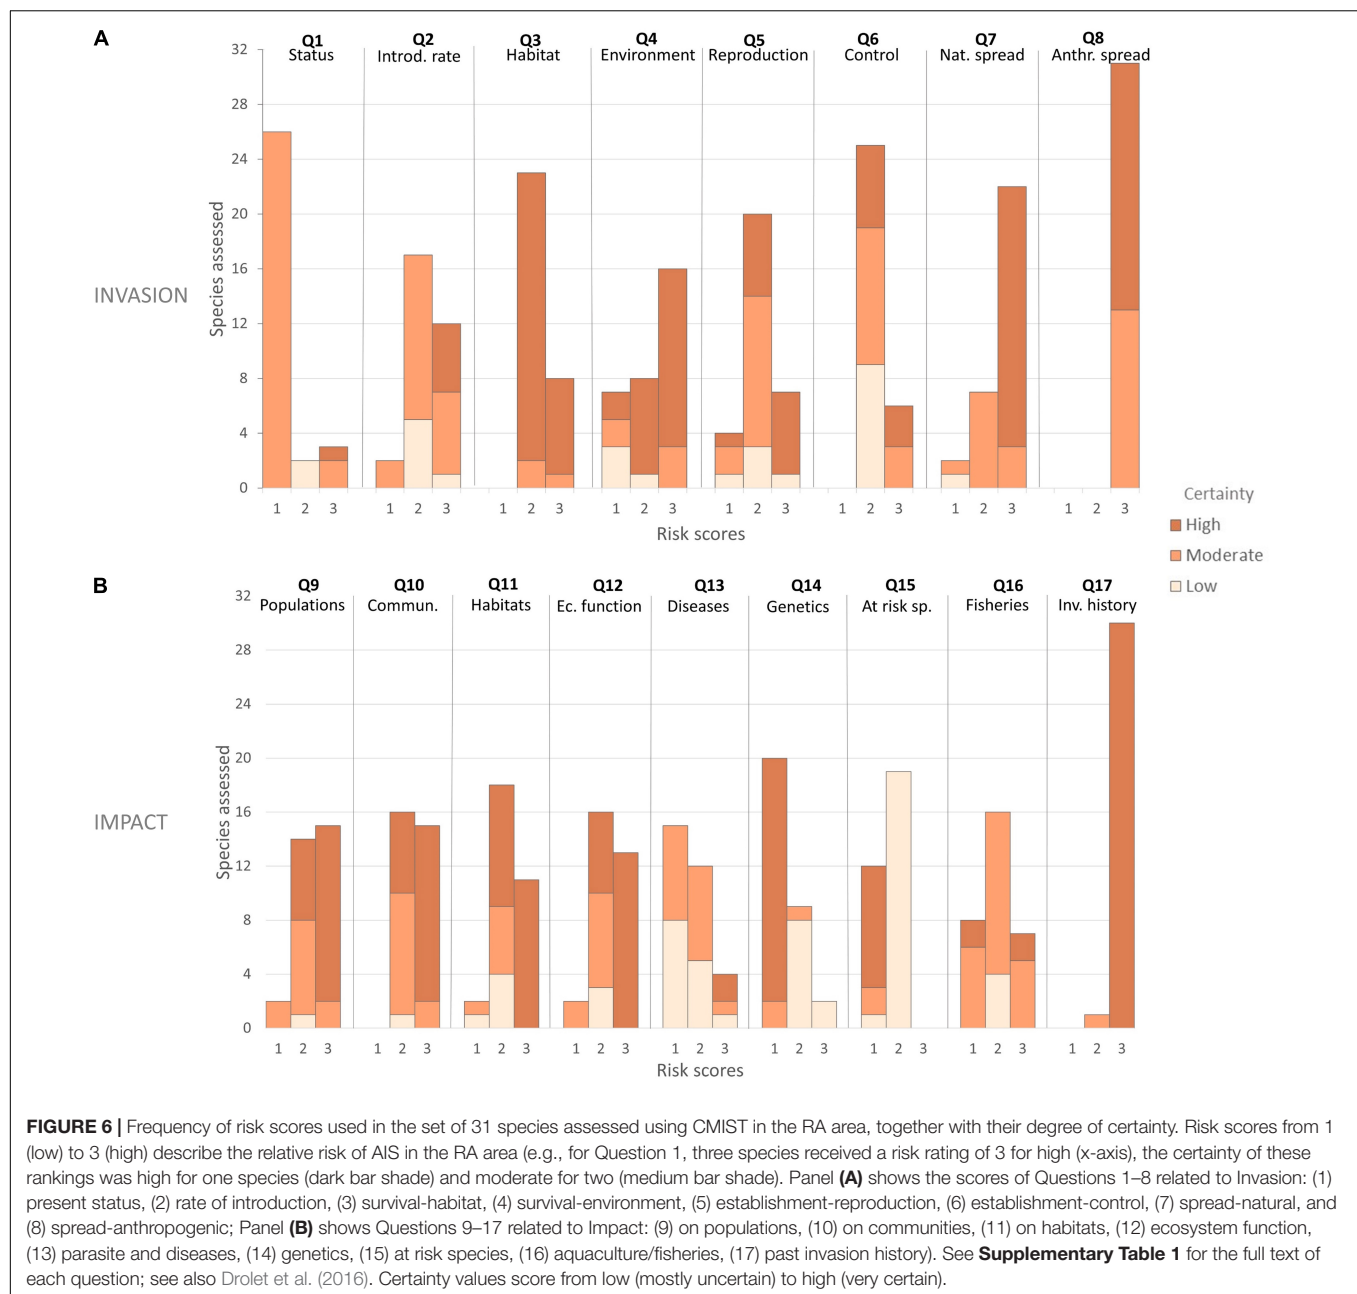 A
Q1 Q2 Q3 Q4 Q5 Q6 Q7 Q8
Status Introd. rate Habitat Environment Reproduction Control Nat. spread Anthr. spread
32
28
24
20
16
12
8
4
0
Species assessed
INVASION
1 2 3 1 2 3 1 2 3 1 2 3 1 2 3 1 2 3 1 2 3 1 2 3
Risk scores
Certainty
High
Moderate
Low
B
Q9 Q10 Q11 Q12 Q13 Q14 Q15 Q16 Q17
Populations Commun. Habitats Ec. function Diseases Genetics At risk sp. Fisheries Inv. history
32
28
24
20
16
12
8
4
0
Species assessed
IMPACT
1 2 3 1 2 3 1 2 3 1 2 3 1 2 3 1 2 3 1 2 3 1 2 3 1 2 3
Risk scores
FIGURE 6 | Frequency of risk scores used in the set of 31 species assessed using CMIST in the RA area, together with their degree of certainty. Risk scores from 1
(low) to 3 (high) describe the relative risk of AIS in the RA area (e.g., for Question 1, three species received a risk rating of 3 for high (x-axis), the certainty of these
rankings was high for one species (dark bar shade) and moderate for two (medium bar shade). Panel (A) shows the scores of Questions 1–8 related to Invasion: (1)
present status, (2) rate of introduction, (3) survival-habitat, (4) survival-environment, (5) establishment-reproduction, (6) establishment-control, (7) spread-natural, and
(8) spread-anthropogenic; Panel (B) shows Questions 9–17 related to Impact: (9) on populations, (10) on communities, (11) on habitats, (12) ecosystem function,
(13) parasite and diseases, (14) genetics, (15) at risk species, (16) aquaculture/fisheries, (17) past invasion history). See Supplementary Table 1 for the full text of
each question; see also Drolet et al. (2016). Certainty values score from low (mostly uncertain) to high (very certain).